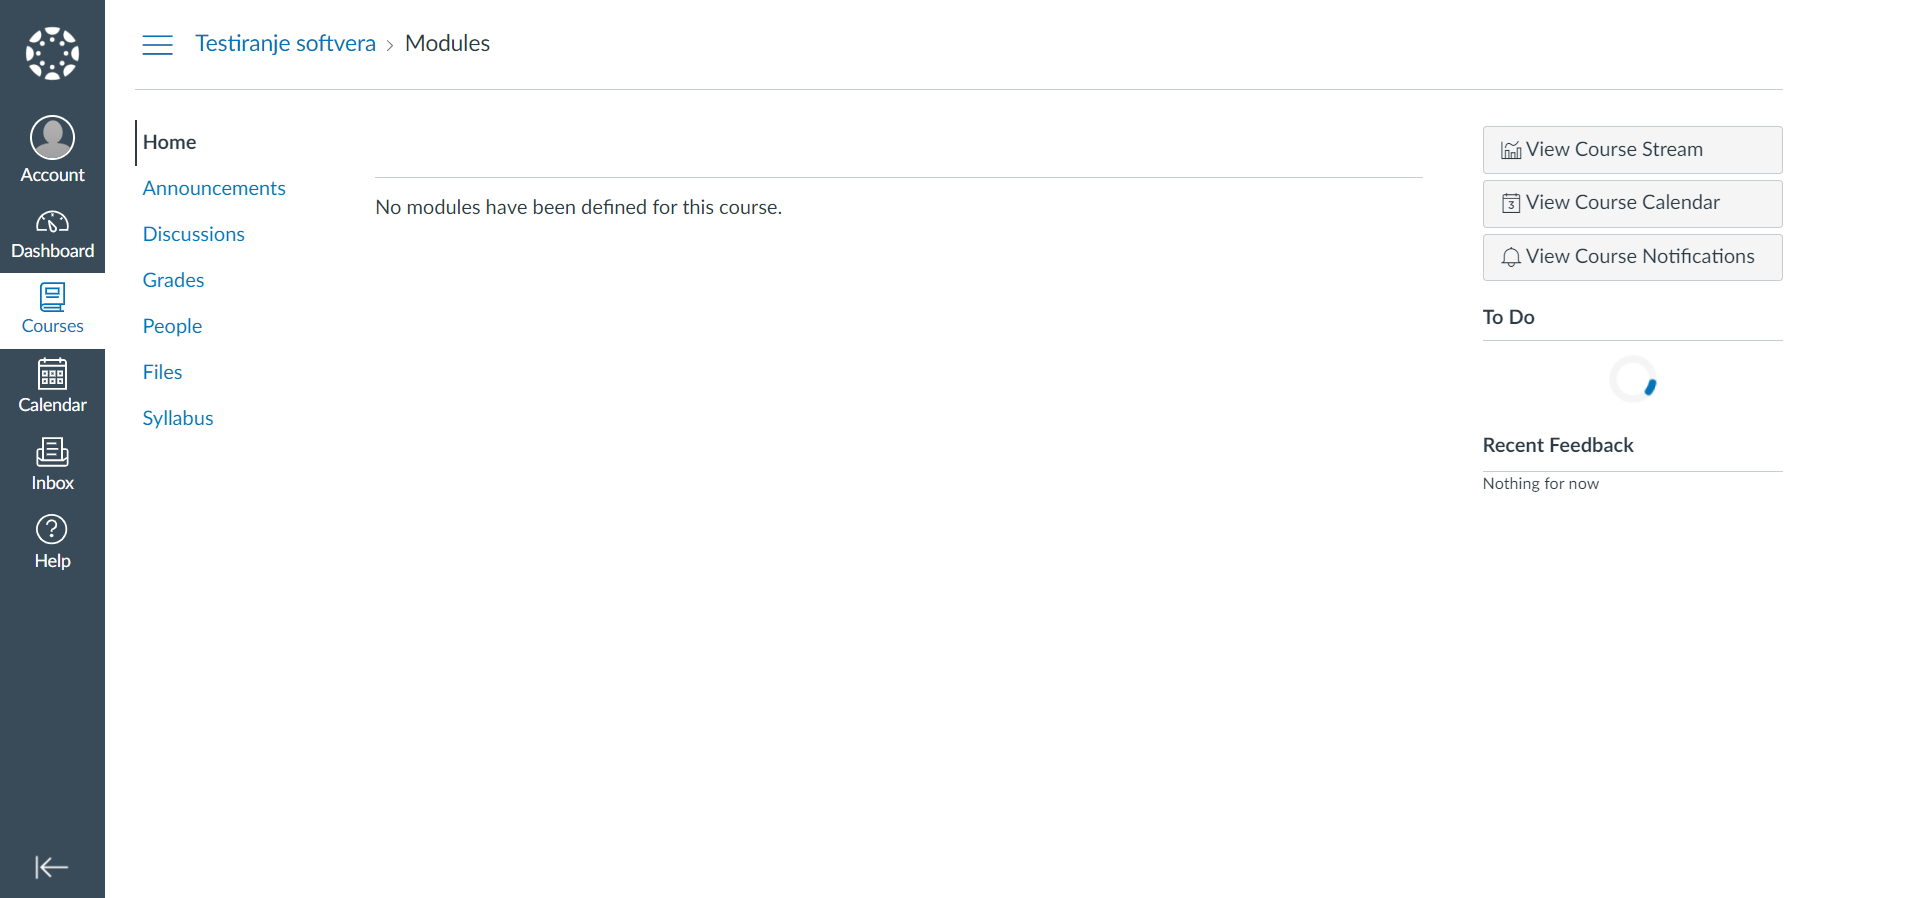 Account
Dashboard
Courses
Calendar
Inbox
Help
Testiranje softvera › Modules
Home
Announcements
Discussions
Grades
People
Files
Syllabus
No modules have been defined for this course.
View Course Stream
3 View Course Calendar
View Course Notifications
To Do
Recent Feedback
Nothing for now